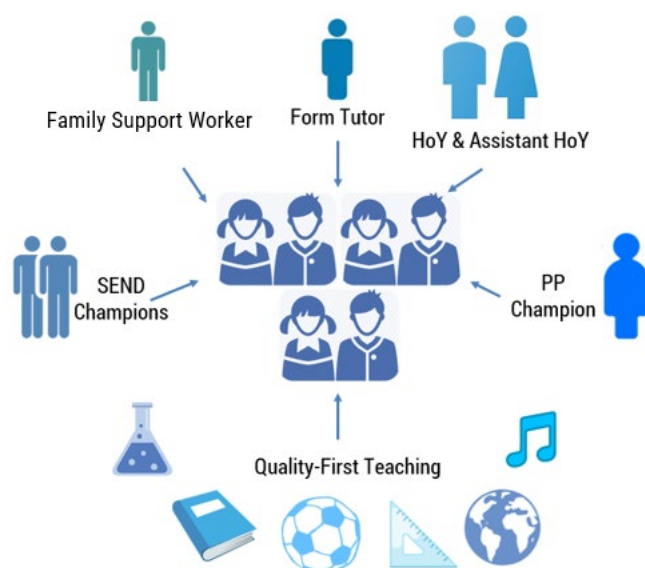 Family Support Worker
Form Tutor
HoY & Assistant HoY
SEND
Champions
PP
Champion
Quality-First Teaching